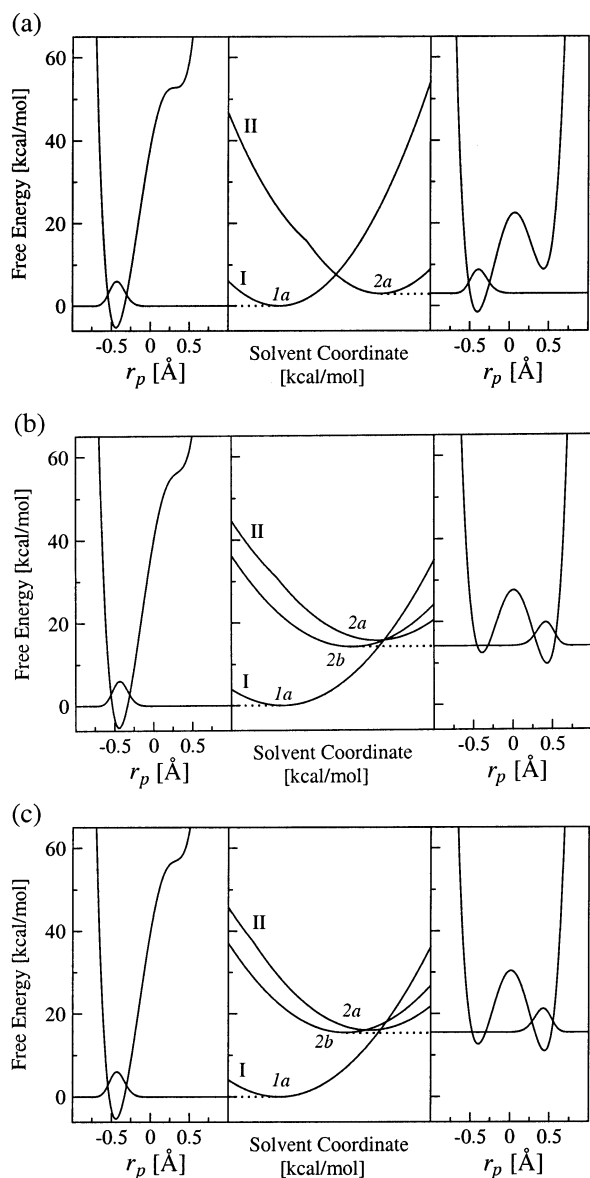 (a)
60
40
20
0
Free Energy [kcal/mol]
II
I
1a
2a
-0.5 0 0.5
r_p [Å]
Solvent Coordinate
[kcal/mol]
-0.5 0 0.5
r_p [Å]
(b)
60
40
20
0
Free Energy [kcal/mol]
II
2a
2b
I
1a
-0.5 0 0.5
r_p [Å]
Solvent Coordinate
[kcal/mol]
-0.5 0 0.5
r_p [Å]
(c)
60
40
20
0
Free Energy [kcal/mol]
II
2a
2b
I
1a
-0.5 0 0.5
r_p [Å]
Solvent Coordinate
[kcal/mol]
-0.5 0 0.5
r_p [Å]